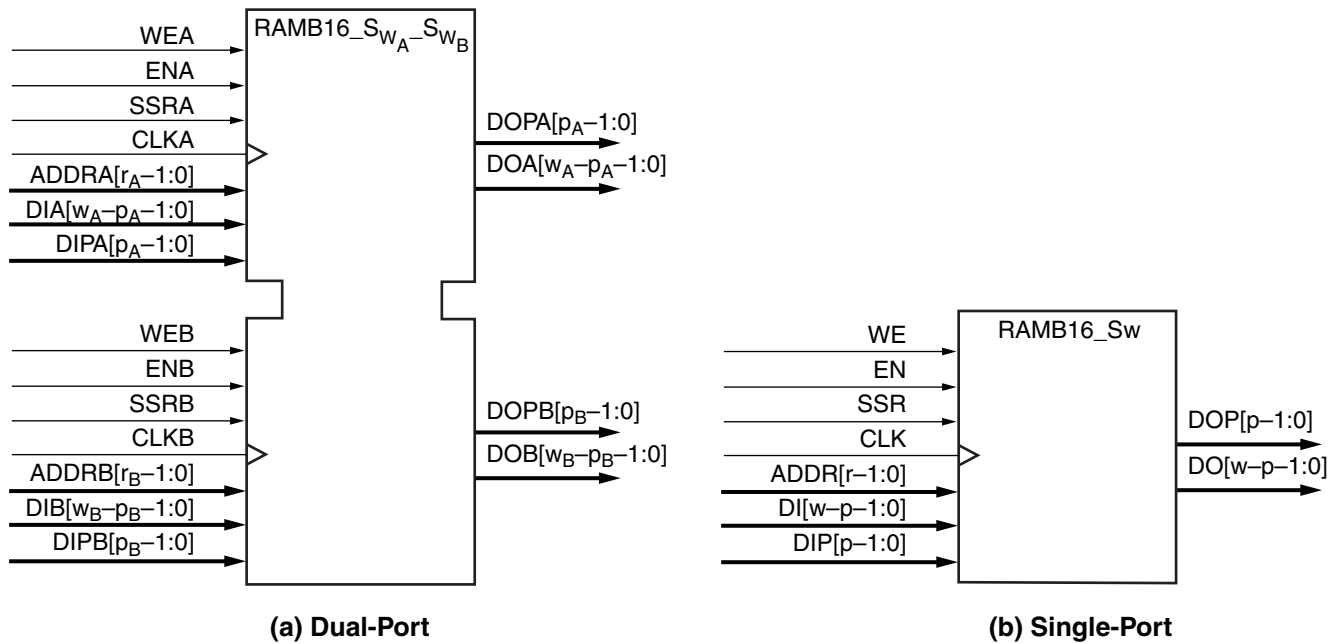 RAMB16_SWA_SWB
WEA
ENA
SSRA
CLKA
ADDRA[rA–1:0]
DIA[wA–pA–1:0]
DIPA[pA–1:0]
DOPA[pA–1:0]
DOA[wA–pA–1:0]
WEB
ENB
SSRB
CLKB
ADDRB[rB–1:0]
DIB[wB–pB–1:0]
DIPB[pB–1:0]
DOPB[pB–1:0]
DOB[wB–pB–1:0]
(a) Dual-Port
RAMB16_Sw
WE
EN
SSR
CLK
ADDR[r–1:0]
DI[w–p–1:0]
DIP[p–1:0]
DOP[p–1:0]
DO[w–p–1:0]
(b) Single-Port